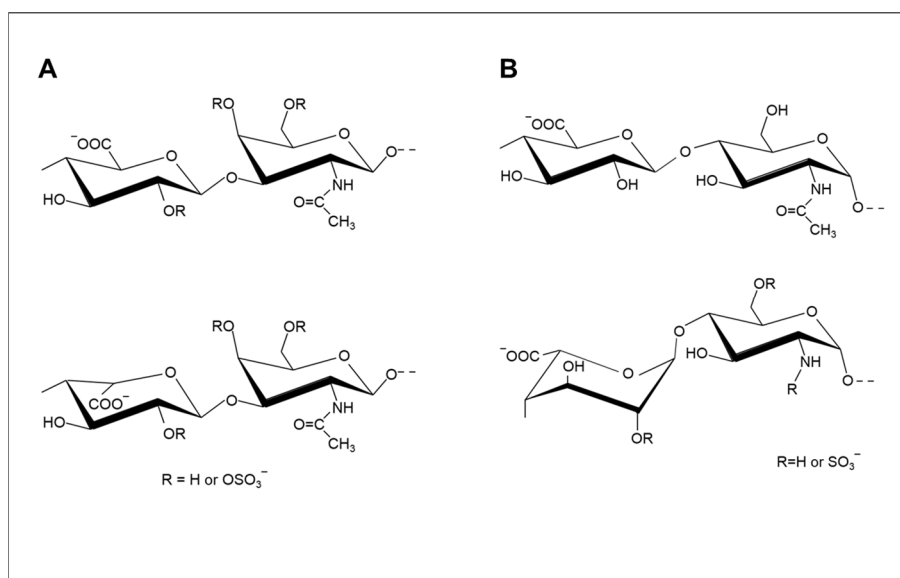 A
RO
OR
⁻OOC
O
O
O--
HO
OR
O
NH
O=
CH₃
RO
OR
O
O
O--
COO⁻
HO
OR
O
NH
O=
CH₃
R = H or OSO₃⁻
B
OH
⁻OOC
O
O
O
HO
OH
HO
NH
O=
CH₃
O--
OR
O
O
⁻OOC
OH
O
HO
NH
R
O--
OR
R=H or SO₃⁻